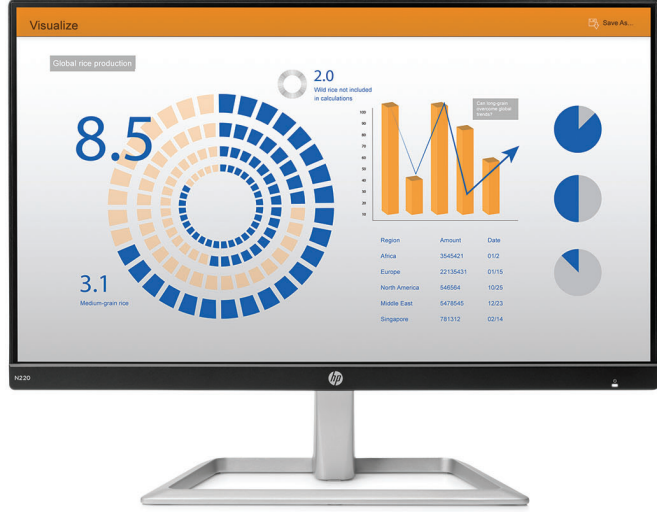 Visualize
Save As...
Global rice production
8.5
2.0
Wild rice not included
in calculations
3.1
Medium-grain rice
Can long-grain
overcome global
trends?
100
90
80
70
60
50
40
30
20
10
Region Amount Date
Africa 3545421 01/2
Europe 22135431 01/15
North America 546564 10/25
Middle East 5478545 12/23
Singapore 781312 02/14
N220
hp